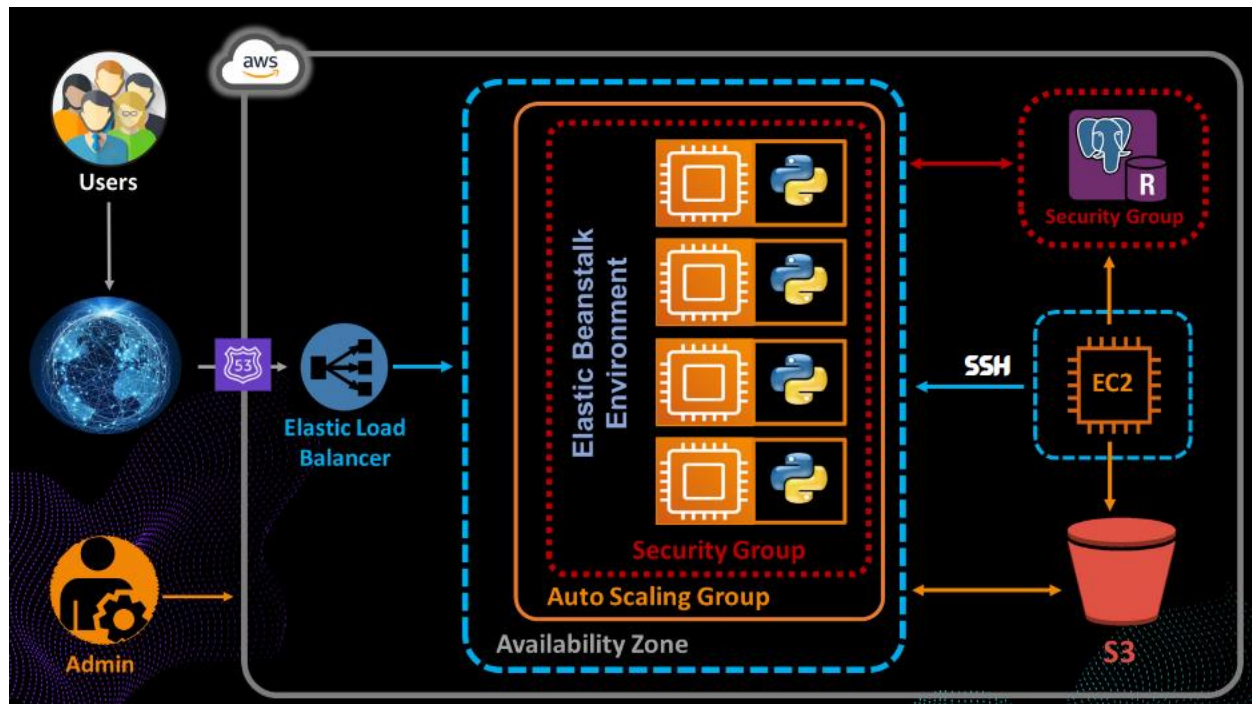 aws
Users
53
Elastic Load
Balancer
Admin
Elastic Beanstalk
Environment
Security Group
Auto Scaling Group
Availability Zone
R
Security Group
SSH
EC2
S3